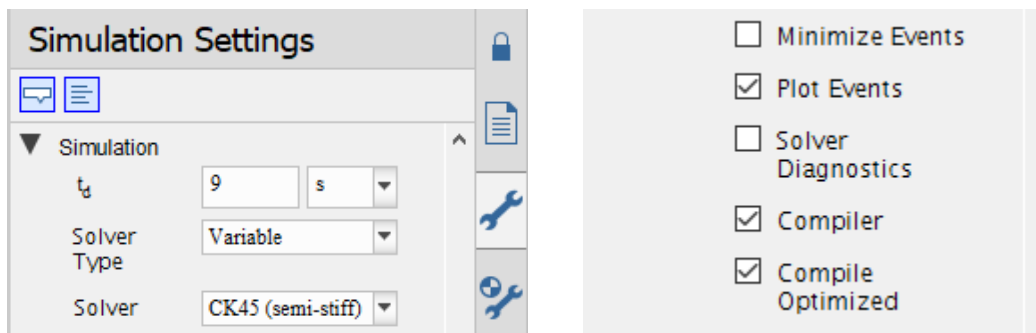 Simulation Settings
Simulation
td 9 s
Solver Type Variable
Solver CK45 (semi-stiff)
Minimize Events
Plot Events
Solver
Diagnostics
Compiler
Compile
Optimized